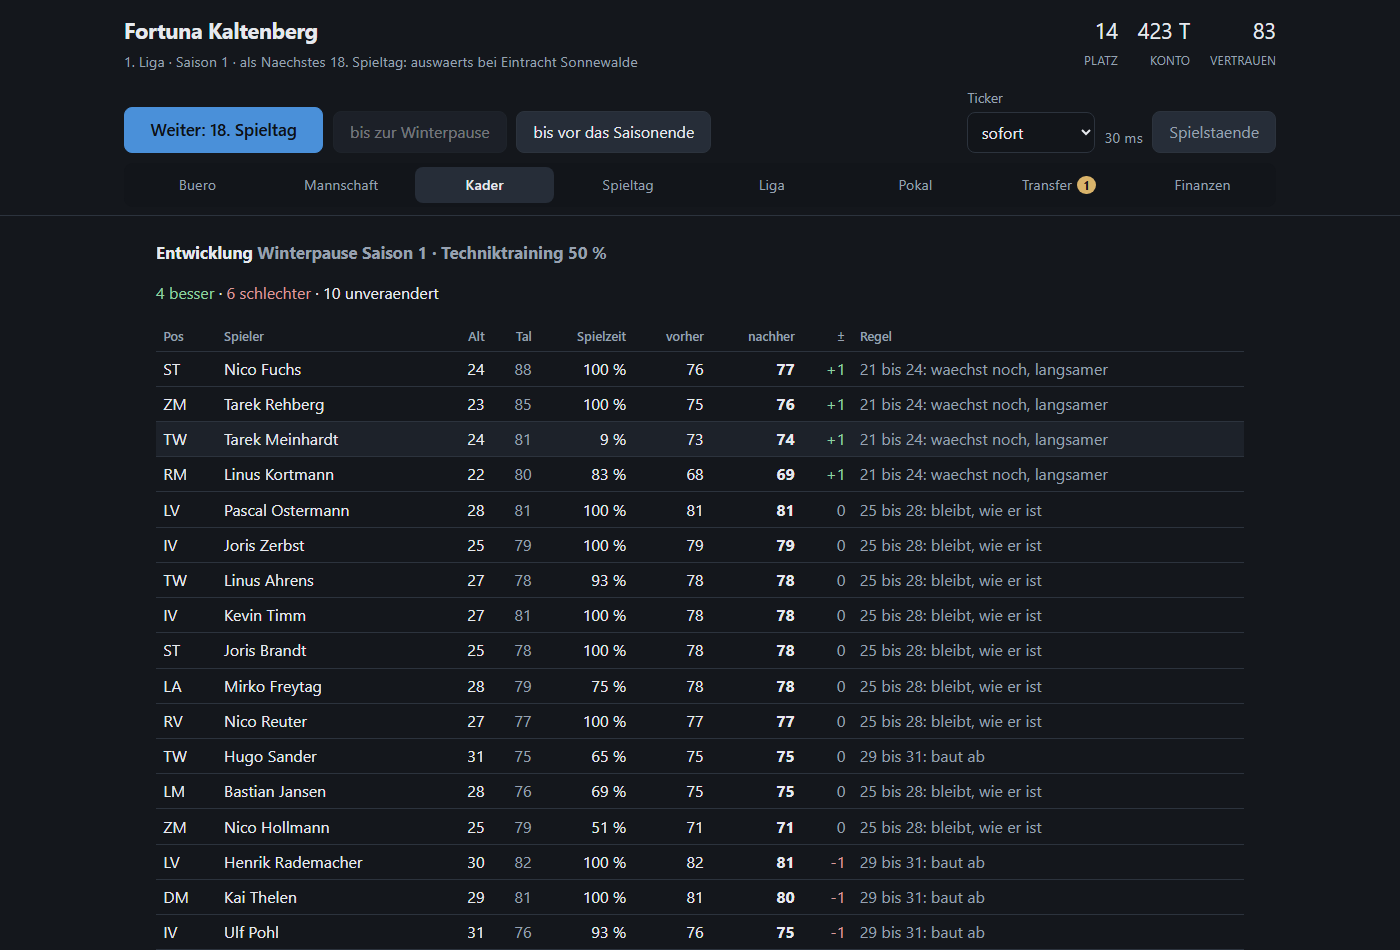 Fortuna Kaltenberg
1. Liga · Saison 1 · als Naechstes 18. Spieltag: auswaerts bei Eintracht Sonnewalde
14 423 T 83
PLATZ KONTO VERTRAUEN
Weiter: 18. Spieltag bis zur Winterpause bis vor das Saisonende
Ticker
sofort 30 ms Spielstaende
Buero Mannschaft Kader Spieltag Liga Pokal Transfer 1 Finanzen
Entwicklung Winterpause Saison 1 · Techniktraining 50 %
4 besser · 6 schlechter · 10 unveraendert
Pos Spieler Alt Tal Spielzeit vorher nachher ± Regel
ST Nico Fuchs 24 88 100 % 76 77 +1 21 bis 24: waechst noch, langsamer
ZM Tarek Rehberg 23 85 100 % 75 76 +1 21 bis 24: waechst noch, langsamer
TW Tarek Meinhardt 24 81 9 % 73 74 +1 21 bis 24: waechst noch, langsamer
RM Linus Kortmann 22 80 83 % 68 69 +1 21 bis 24: waechst noch, langsamer
LV Pascal Ostermann 28 81 100 % 81 81 0 25 bis 28: bleibt, wie er ist
IV Joris Zerbst 25 79 100 % 79 79 0 25 bis 28: bleibt, wie er ist
TW Linus Ahrens 27 78 93 % 78 78 0 25 bis 28: bleibt, wie er ist
IV Kevin Timm 27 81 100 % 78 78 0 25 bis 28: bleibt, wie er ist
ST Joris Brandt 25 78 100 % 78 78 0 25 bis 28: bleibt, wie er ist
LA Mirko Freytag 28 79 75 % 78 78 0 25 bis 28: bleibt, wie er ist
RV Nico Reuter 27 77 100 % 77 77 0 25 bis 28: bleibt, wie er ist
TW Hugo Sander 31 75 65 % 75 75 0 29 bis 31: baut ab
LM Bastian Jansen 28 76 69 % 75 75 0 25 bis 28: bleibt, wie er ist
ZM Nico Hollmann 25 79 51 % 71 71 0 25 bis 28: bleibt, wie er ist
LV Henrik Rademacher 30 82 100 % 82 81 -1 29 bis 31: baut ab
DM Kai Thelen 29 81 100 % 81 80 -1 29 bis 31: baut ab
IV Ulf Pohl 31 76 93 % 76 75 -1 29 bis 31: baut ab